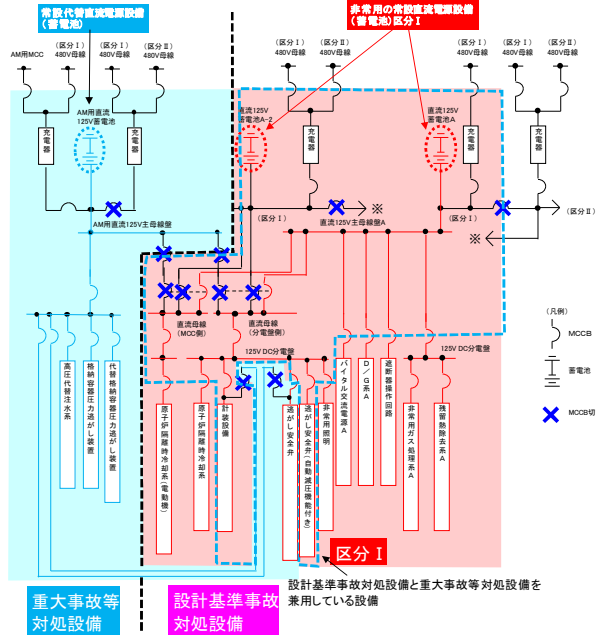 常設代替直流電源設備
(蓄電池)
非常用の常設直流電源設備
(蓄電池)区分Ⅰ
AM用MCC
(区分Ⅰ)
480V母線
(区分Ⅱ)
480V母線
(区分Ⅰ)
480V母線
(区分Ⅱ)
480V母線
(区分Ⅰ)
480V母線
(区分Ⅰ)
480V母線
(区分Ⅱ)
480V母線
AM用直流
125V蓄電池
直流125V
蓄電池A-2
直流125V
蓄電池A
充電器
充電器
充電器
充電器
充電器
※
(区分Ⅰ)
(区分Ⅰ)
(区分Ⅱ)
※
AM用直流125V主母線盤
直流125V主母線盤A
直流母線
(MCC側)
直流母線
(分電盤側)
125V DC分電盤
125V DC分電盤
高圧代替注水系
格納容器圧力逃がし装置
代替格納容器圧力逃がし装置
原子炉隔離時冷却系(電動機)
原子炉隔離時冷却系
計装設備
逃がし安全弁
逃がし安全弁(自動減圧機能付き)
非常用照明
バイタル交流電源A
D/G系A
遮断器操作回路
非常用ガス処理系A
残留熱除去系A
(凡例)
MCCB
蓄電池
MCCB切
区分Ⅰ
設計基準事故対処設備と重大事故等対処設備を
兼用している設備
重大事故等
対処設備
設計基準事故
対処設備